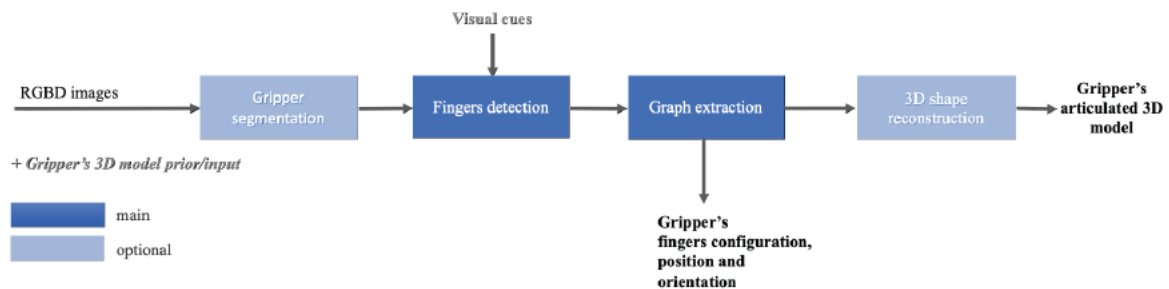 Visual cues
RGBD images
Gripper
segmentation
Fingers detection
Graph extraction
3D shape
reconstruction
Gripper's
articulated 3D
model
+ Gripper's 3D model prior/input
main
optional
Gripper's
fingers configuration,
position and
orientation